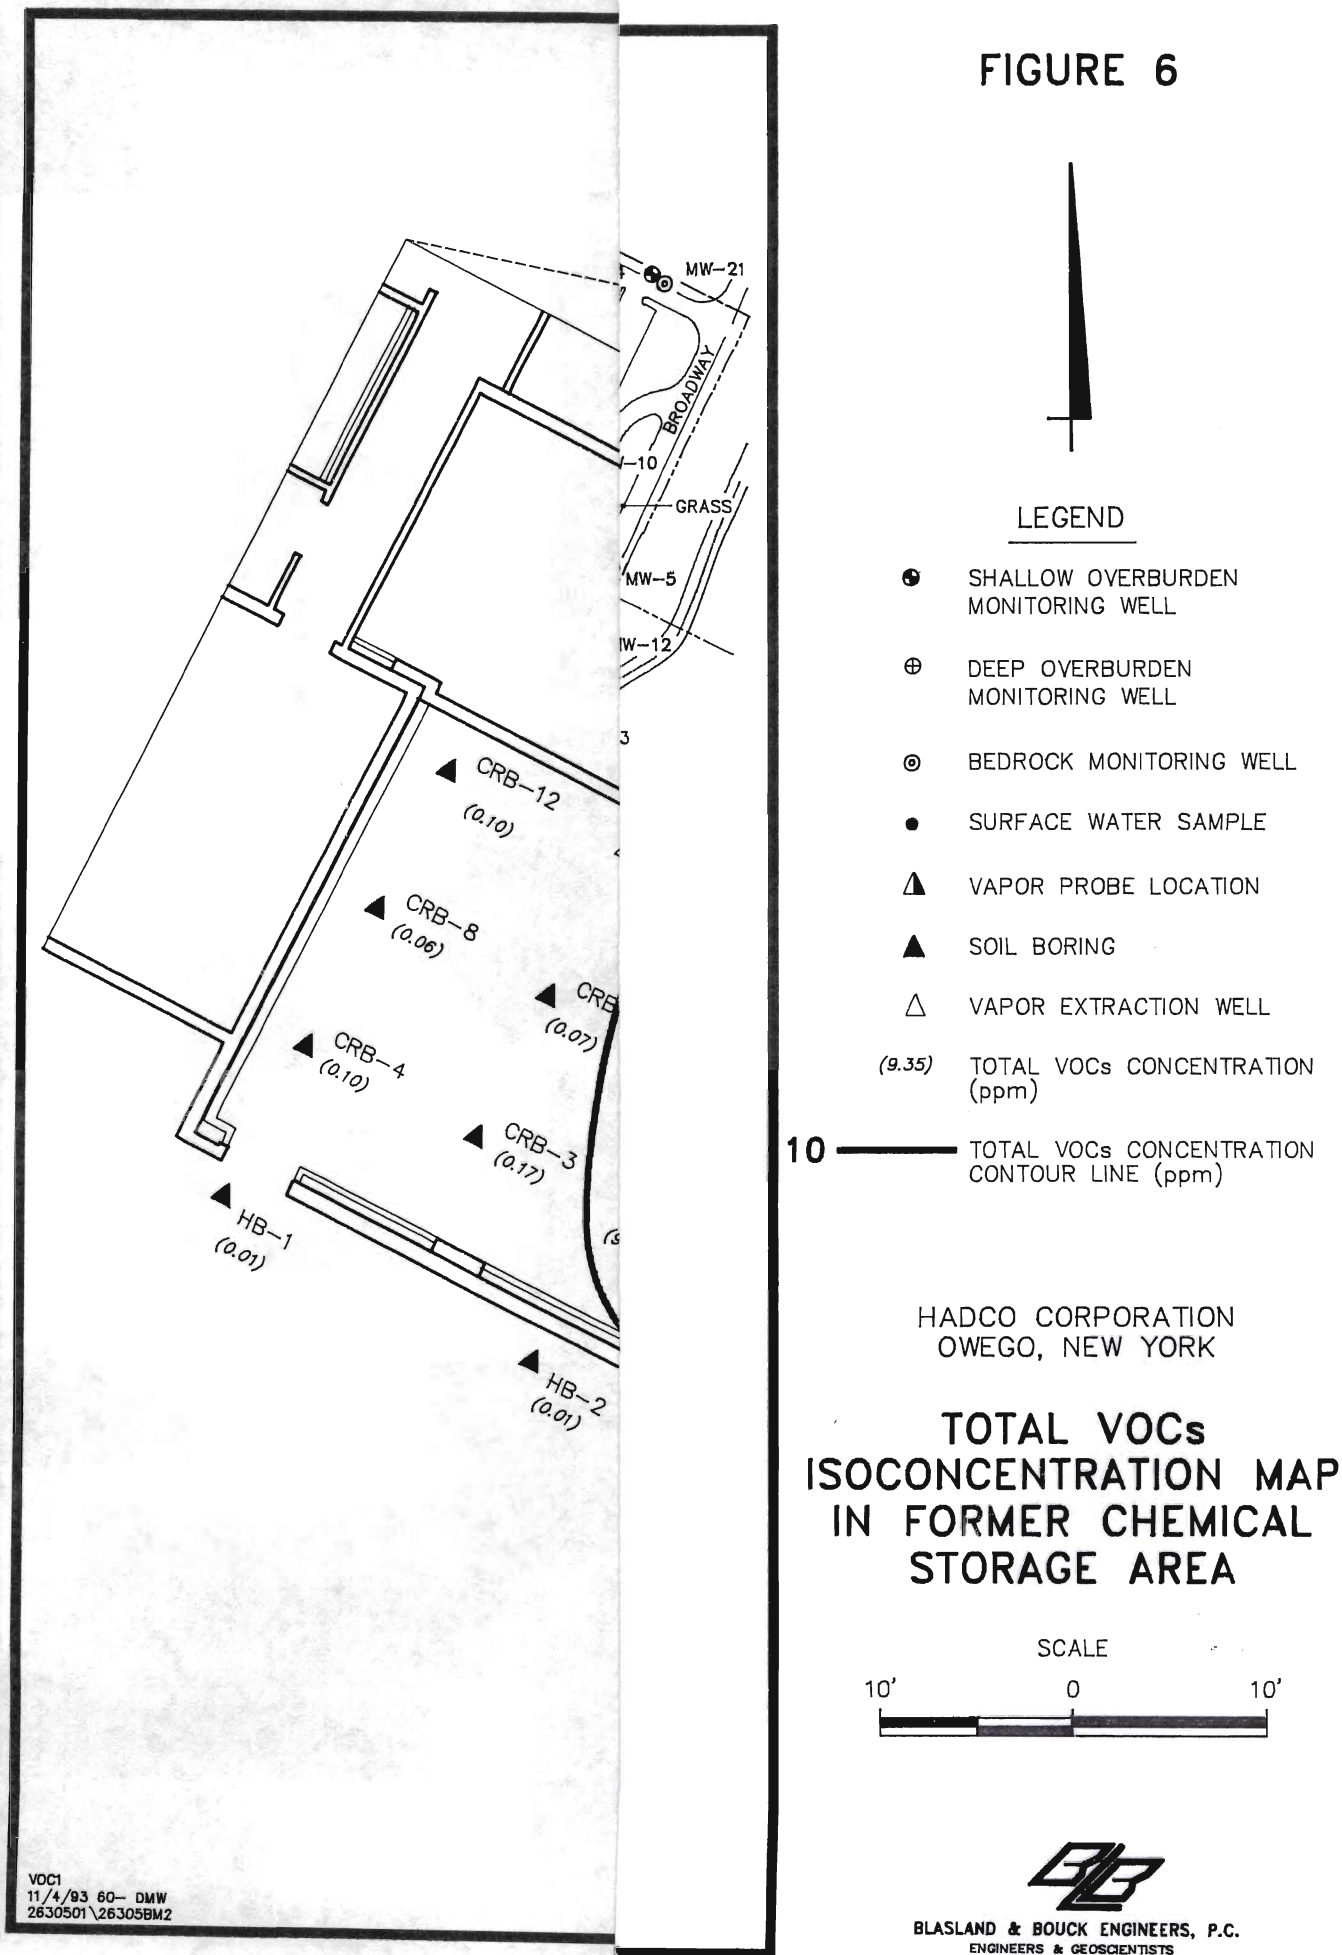 FIGURE 6
MW-21
BROADWAY
-10
GRASS
MW-5
W-12
3
CRB-12
(0.10)
CRB-8
(0.06)
CRB
(0.07)
CRB-4
(0.10)
CRB-3
(0.17)
HB-1
(0.01)
HB-2
(0.01)
LEGEND
SHALLOW OVERBURDEN
MONITORING WELL
DEEP OVERBURDEN
MONITORING WELL
BEDROCK MONITORING WELL
SURFACE WATER SAMPLE
VAPOR PROBE LOCATION
SOIL BORING
VAPOR EXTRACTION WELL
(9.35) TOTAL VOCs CONCENTRATION
(ppm)
10 TOTAL VOCs CONCENTRATION
CONTOUR LINE (ppm)
HADCO CORPORATION
OWEGO, NEW YORK
TOTAL VOCs
ISOCONCENTRATION MAP
IN FORMER CHEMICAL
STORAGE AREA
SCALE
10' 0 10'
VOC1
11/4/93 60- DMW
2630501\26305BM2
BLASLAND & BOUCK ENGINEERS, P.C.
ENGINEERS & GEOSCIENTISTS